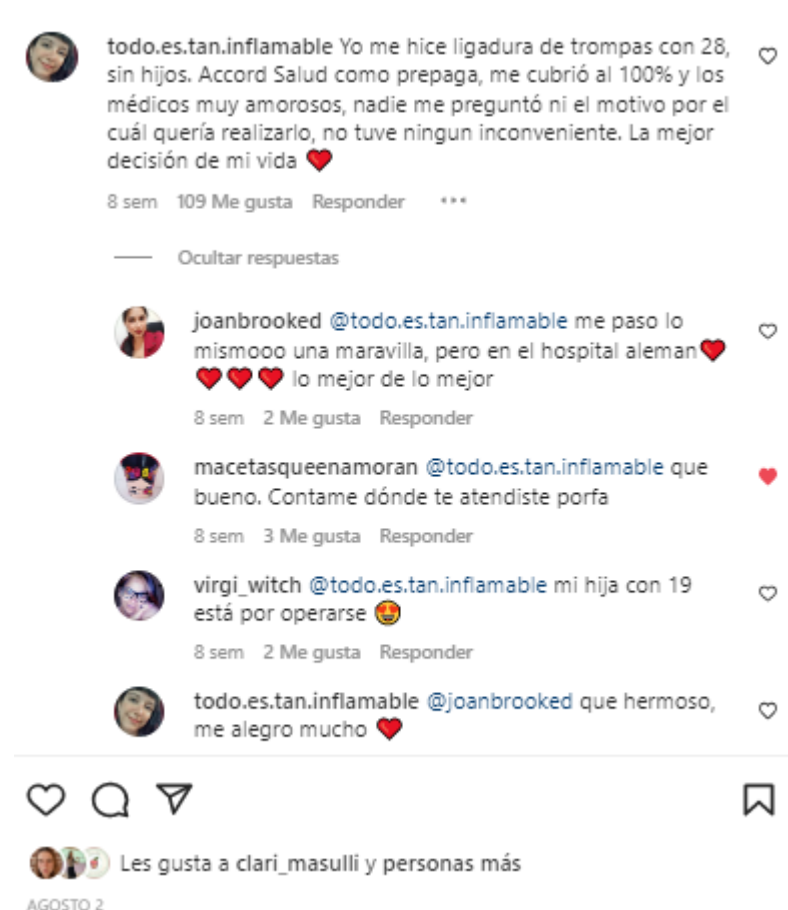 todo.es.tan.inflamable Yo me hice ligadura de trompas con 28,
sin hijos. Accord Salud como prepaga, me cubrió al 100% y los
médicos muy amorosos, nadie me preguntó ni el motivo por el
cuál quería realizarlo, no tuve ningun inconveniente. La mejor
decisión de mi vida ❤️
8 sem 109 Me gusta Responder ···
Ocultar respuestas
joanbrooked @todo.es.tan.inflamable me paso lo
mismooo una maravilla, pero en el hospital aleman❤️
❤️❤️❤️ lo mejor de lo mejor
8 sem 2 Me gusta Responder
macetasqueenamoran @todo.es.tan.inflamable que
bueno. Contame dónde te atendiste porfa
8 sem 3 Me gusta Responder
virgi_witch @todo.es.tan.inflamable mi hija con 19
está por operarse 😍
8 sem 2 Me gusta Responder
todo.es.tan.inflamable @joanbrooked que hermoso,
me alegro mucho ❤️
Les gusta a clari_masulli y personas más
AGOSTO 2